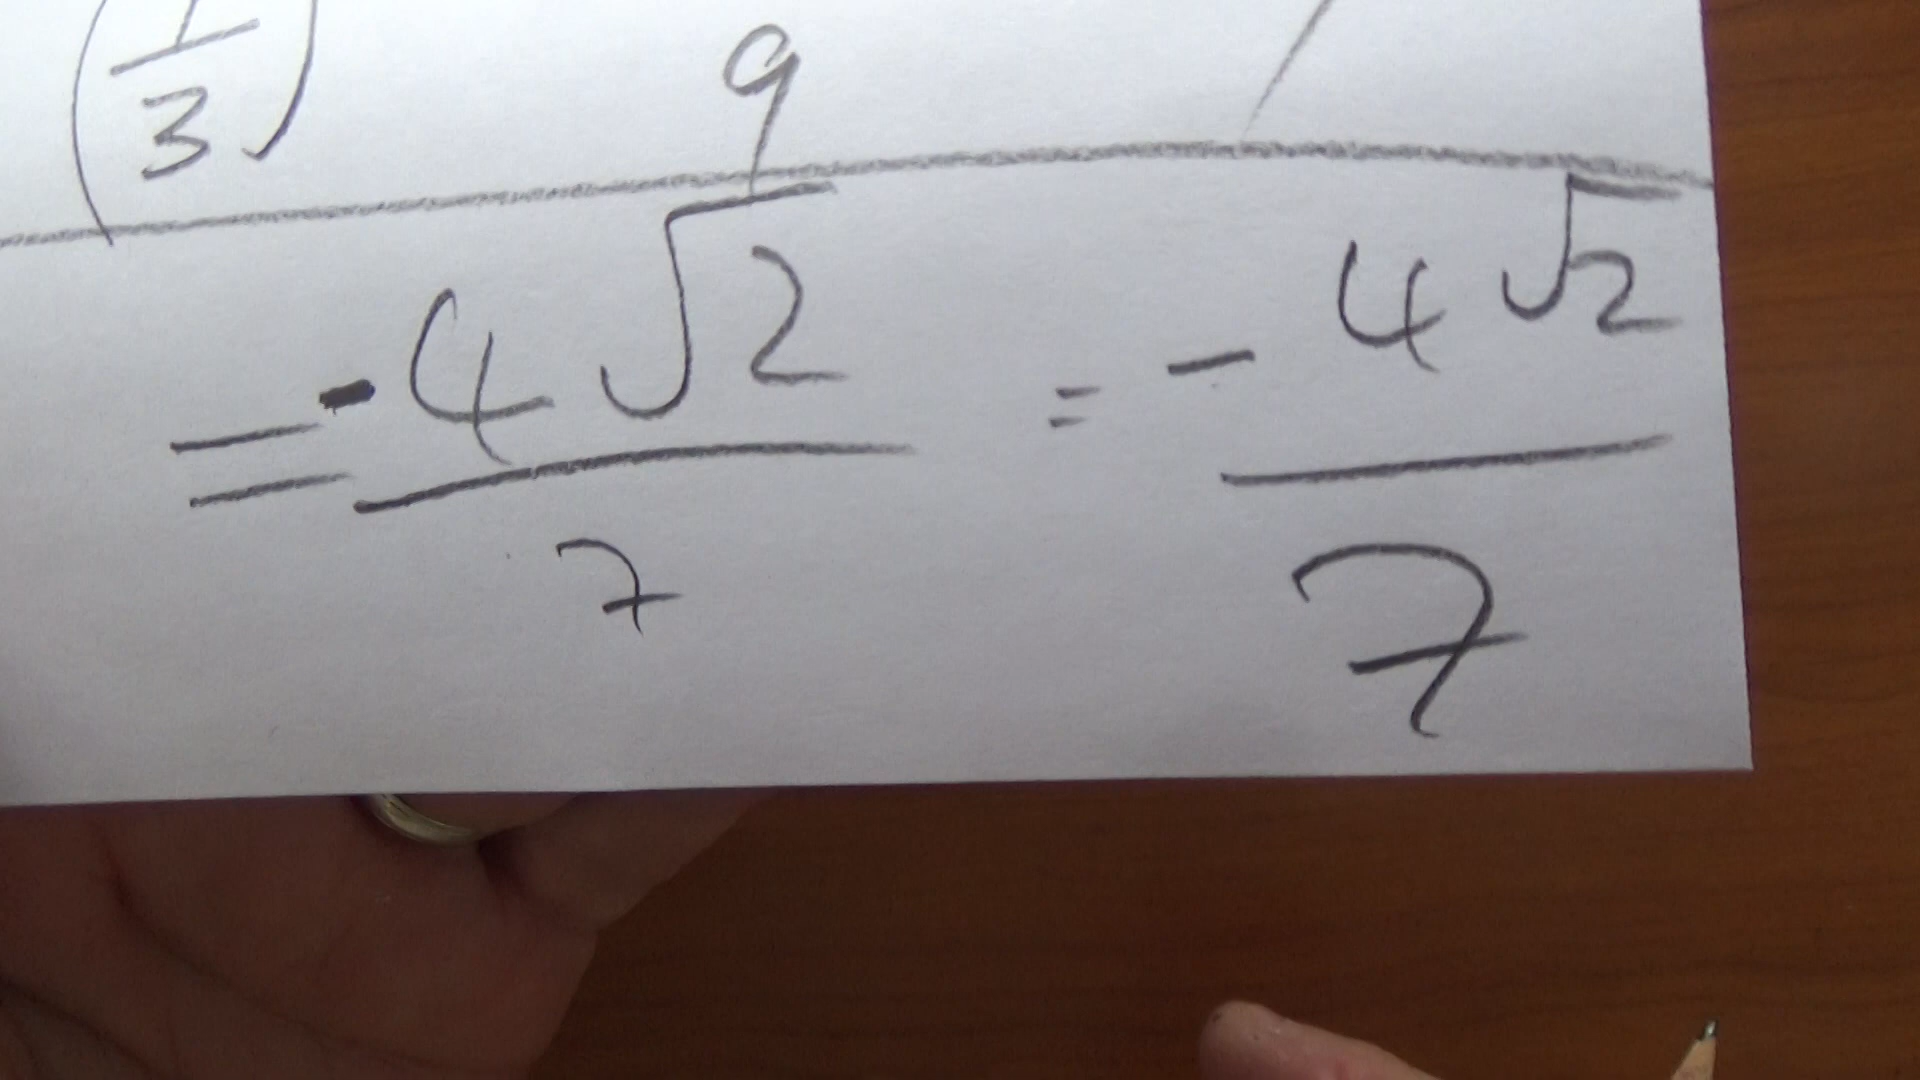 (1/3) 9 /
= -4√2/7 = - 4√2/7